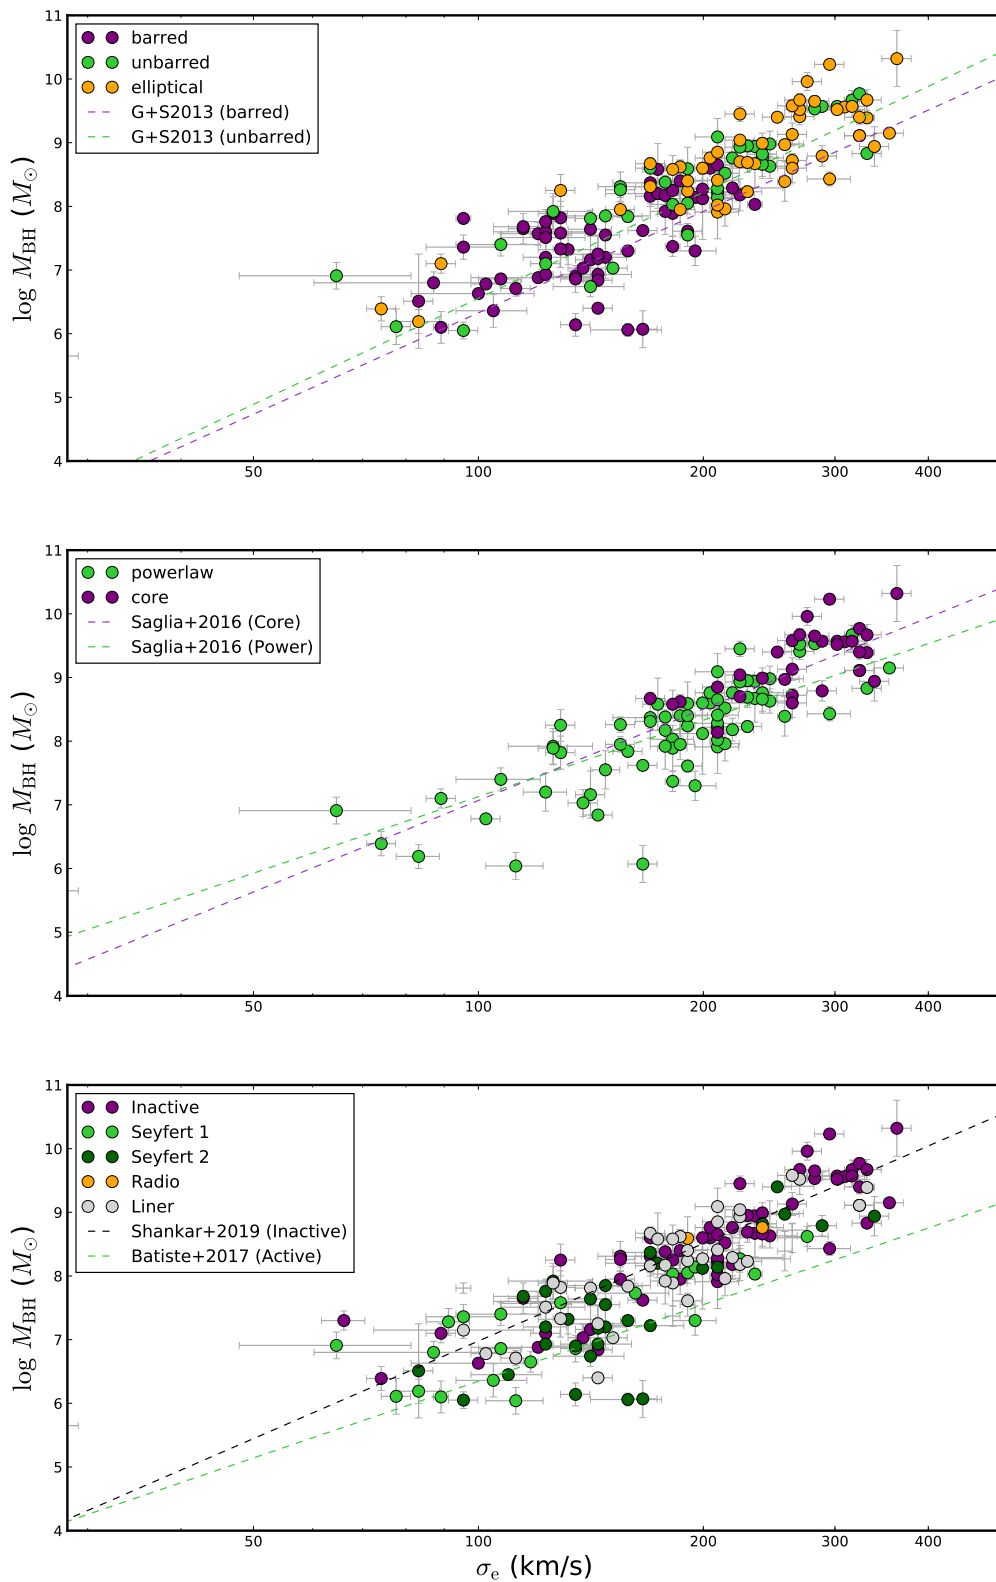 11
10
9
8
7
6
5
4
log M_BH (M_⊙)
barred
unbarred
elliptical
G+S2013 (barred)
G+S2013 (unbarred)
50 100 200 300 400
11
10
9
8
7
6
5
4
log M_BH (M_⊙)
powerlaw
core
Saglia+2016 (Core)
Saglia+2016 (Power)
50 100 200 300 400
11
10
9
8
7
6
5
4
log M_BH (M_⊙)
Inactive
Seyfert 1
Seyfert 2
Radio
Liner
Shankar+2019 (Inactive)
Batiste+2017 (Active)
50 100 200 300 400
σ_e (km/s)